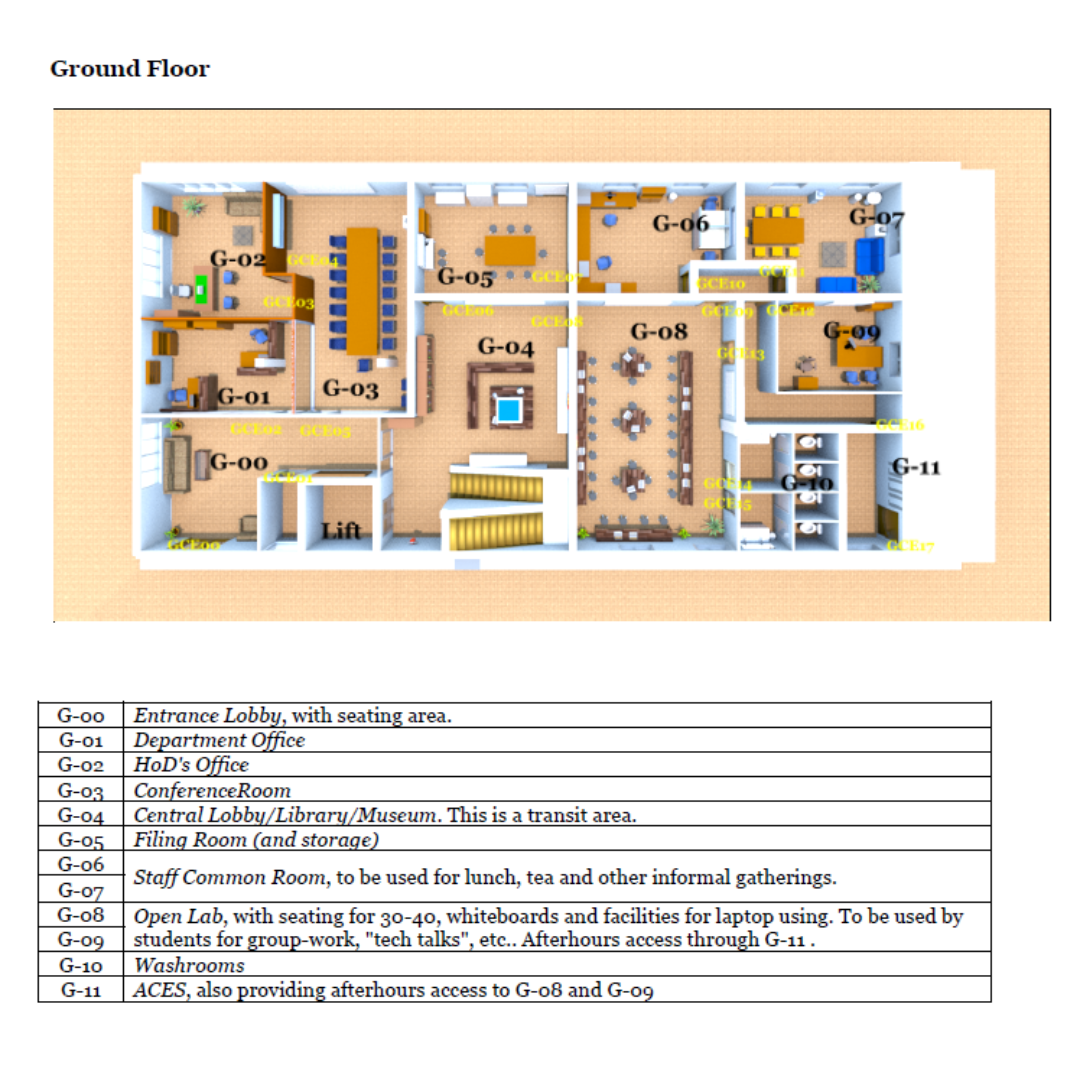 Ground Floor
G-02
GCE04
GCE03
G-05
GCE07
G-06
GCE10
G-07
GCE11
GCE06
GCE08
GCE09
GCE12
G-04
G-08
GCE13
G-09
G-01
G-03
GCE02
GCE05
GCE16
G-00
GCE01
GCE14
G-10
G-11
GCE15
Lift
GCE00
GCE17
G-00 Entrance Lobby, with seating area.
G-01 Department Office
G-02 HoD's Office
G-03 ConferenceRoom
G-04 Central Lobby/Library/Museum. This is a transit area.
G-05 Filing Room (and storage)
G-06
G-07 Staff Common Room, to be used for lunch, tea and other informal gatherings.
G-08 Open Lab, with seating for 30-40, whiteboards and facilities for laptop using. To be used by
G-09 students for group-work, "tech talks", etc.. Afterhours access through G-11 .
G-10 Washrooms
G-11 ACES, also providing afterhours access to G-08 and G-09